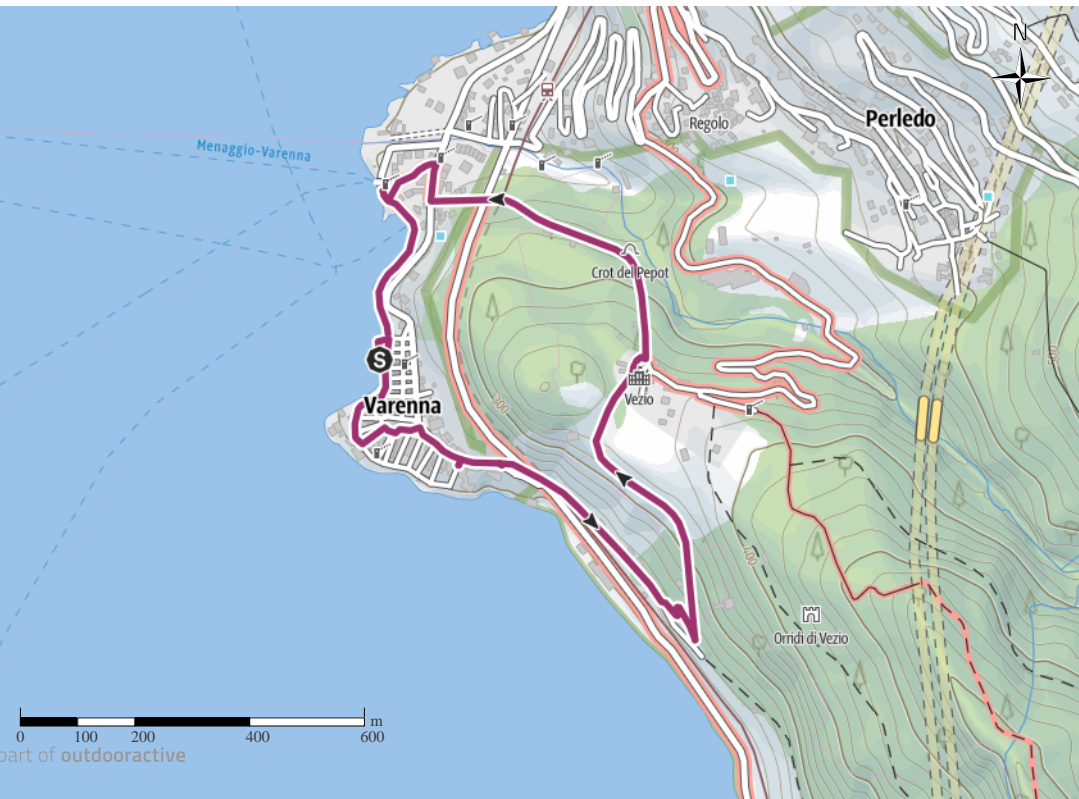 N
Perledo
Regolo
Menaggio-Varenna
Crot del Pepot
S
Vezio
Varenna
300
500
400
Orridi di Vezio
m
0 100 200 400 600
part of outdooractive